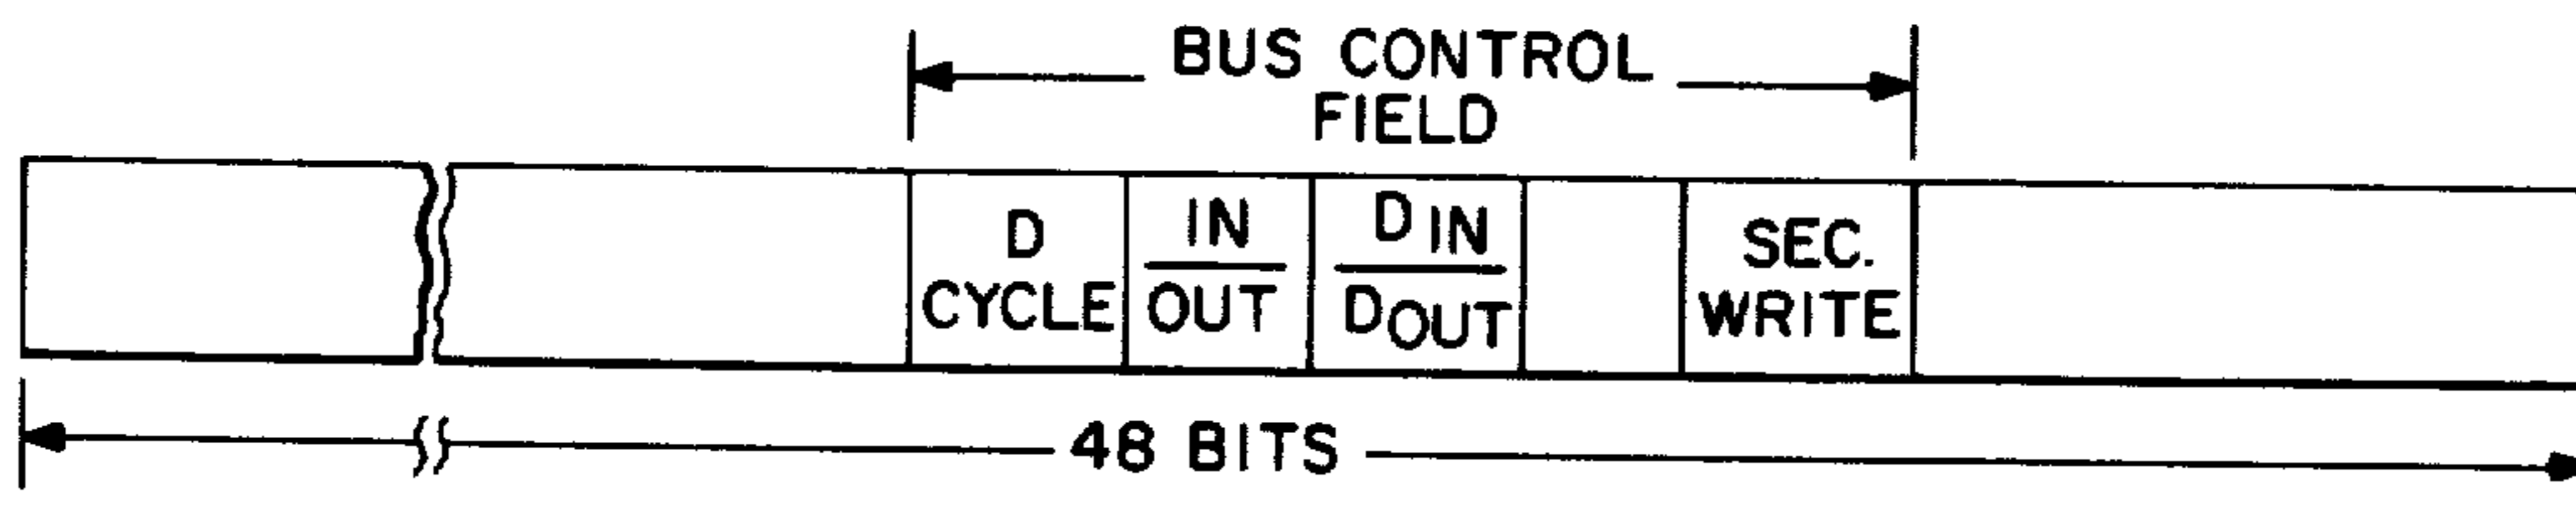 BUS CONTROL
FIELD
D
CYCLE
IN
OUT
DIN
DOUT
SEC.
WRITE
48 BITS